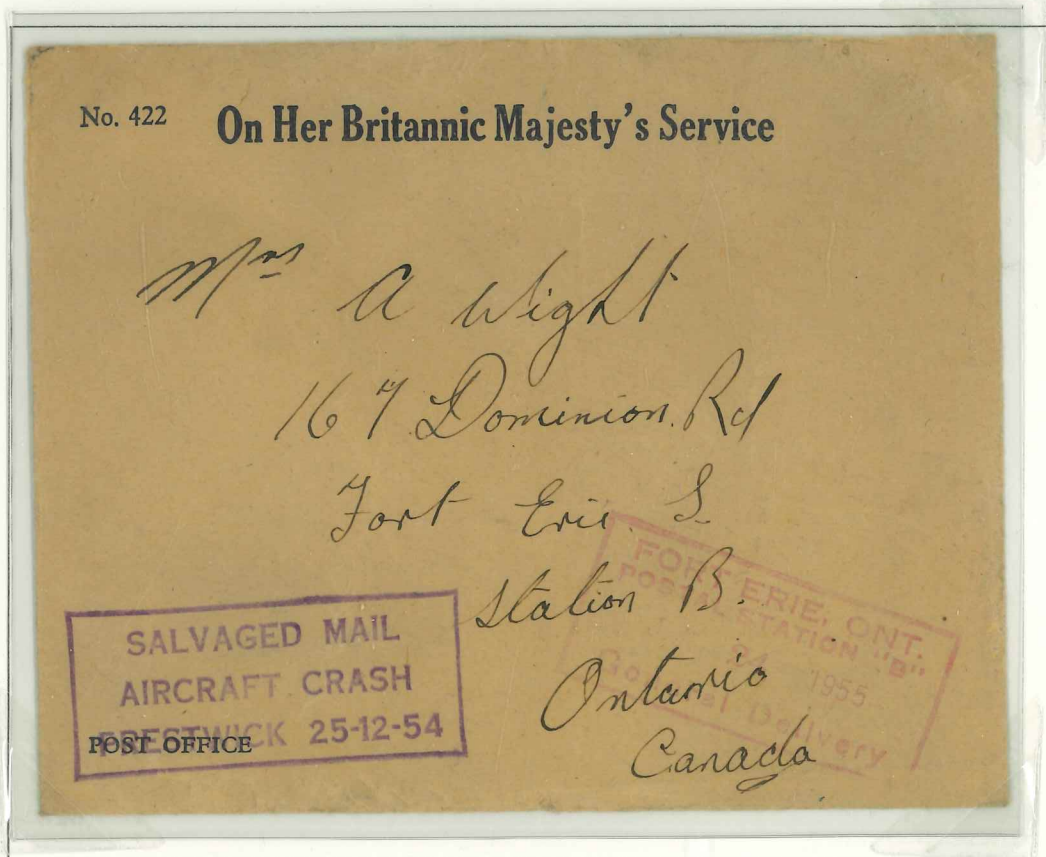 No. 422 On Her Britannic Majesty's Service
Mrs A Wight
167 Dominion Rd
Fort Erie S.
Station B.
Ontario
Canada
SALVAGED MAIL
AIRCRAFT CRASH
PRESTWICK 25-12-54
POST OFFICE
FORT ERIE, ONT.
POSTAL STATION "B"
1955
Delivery